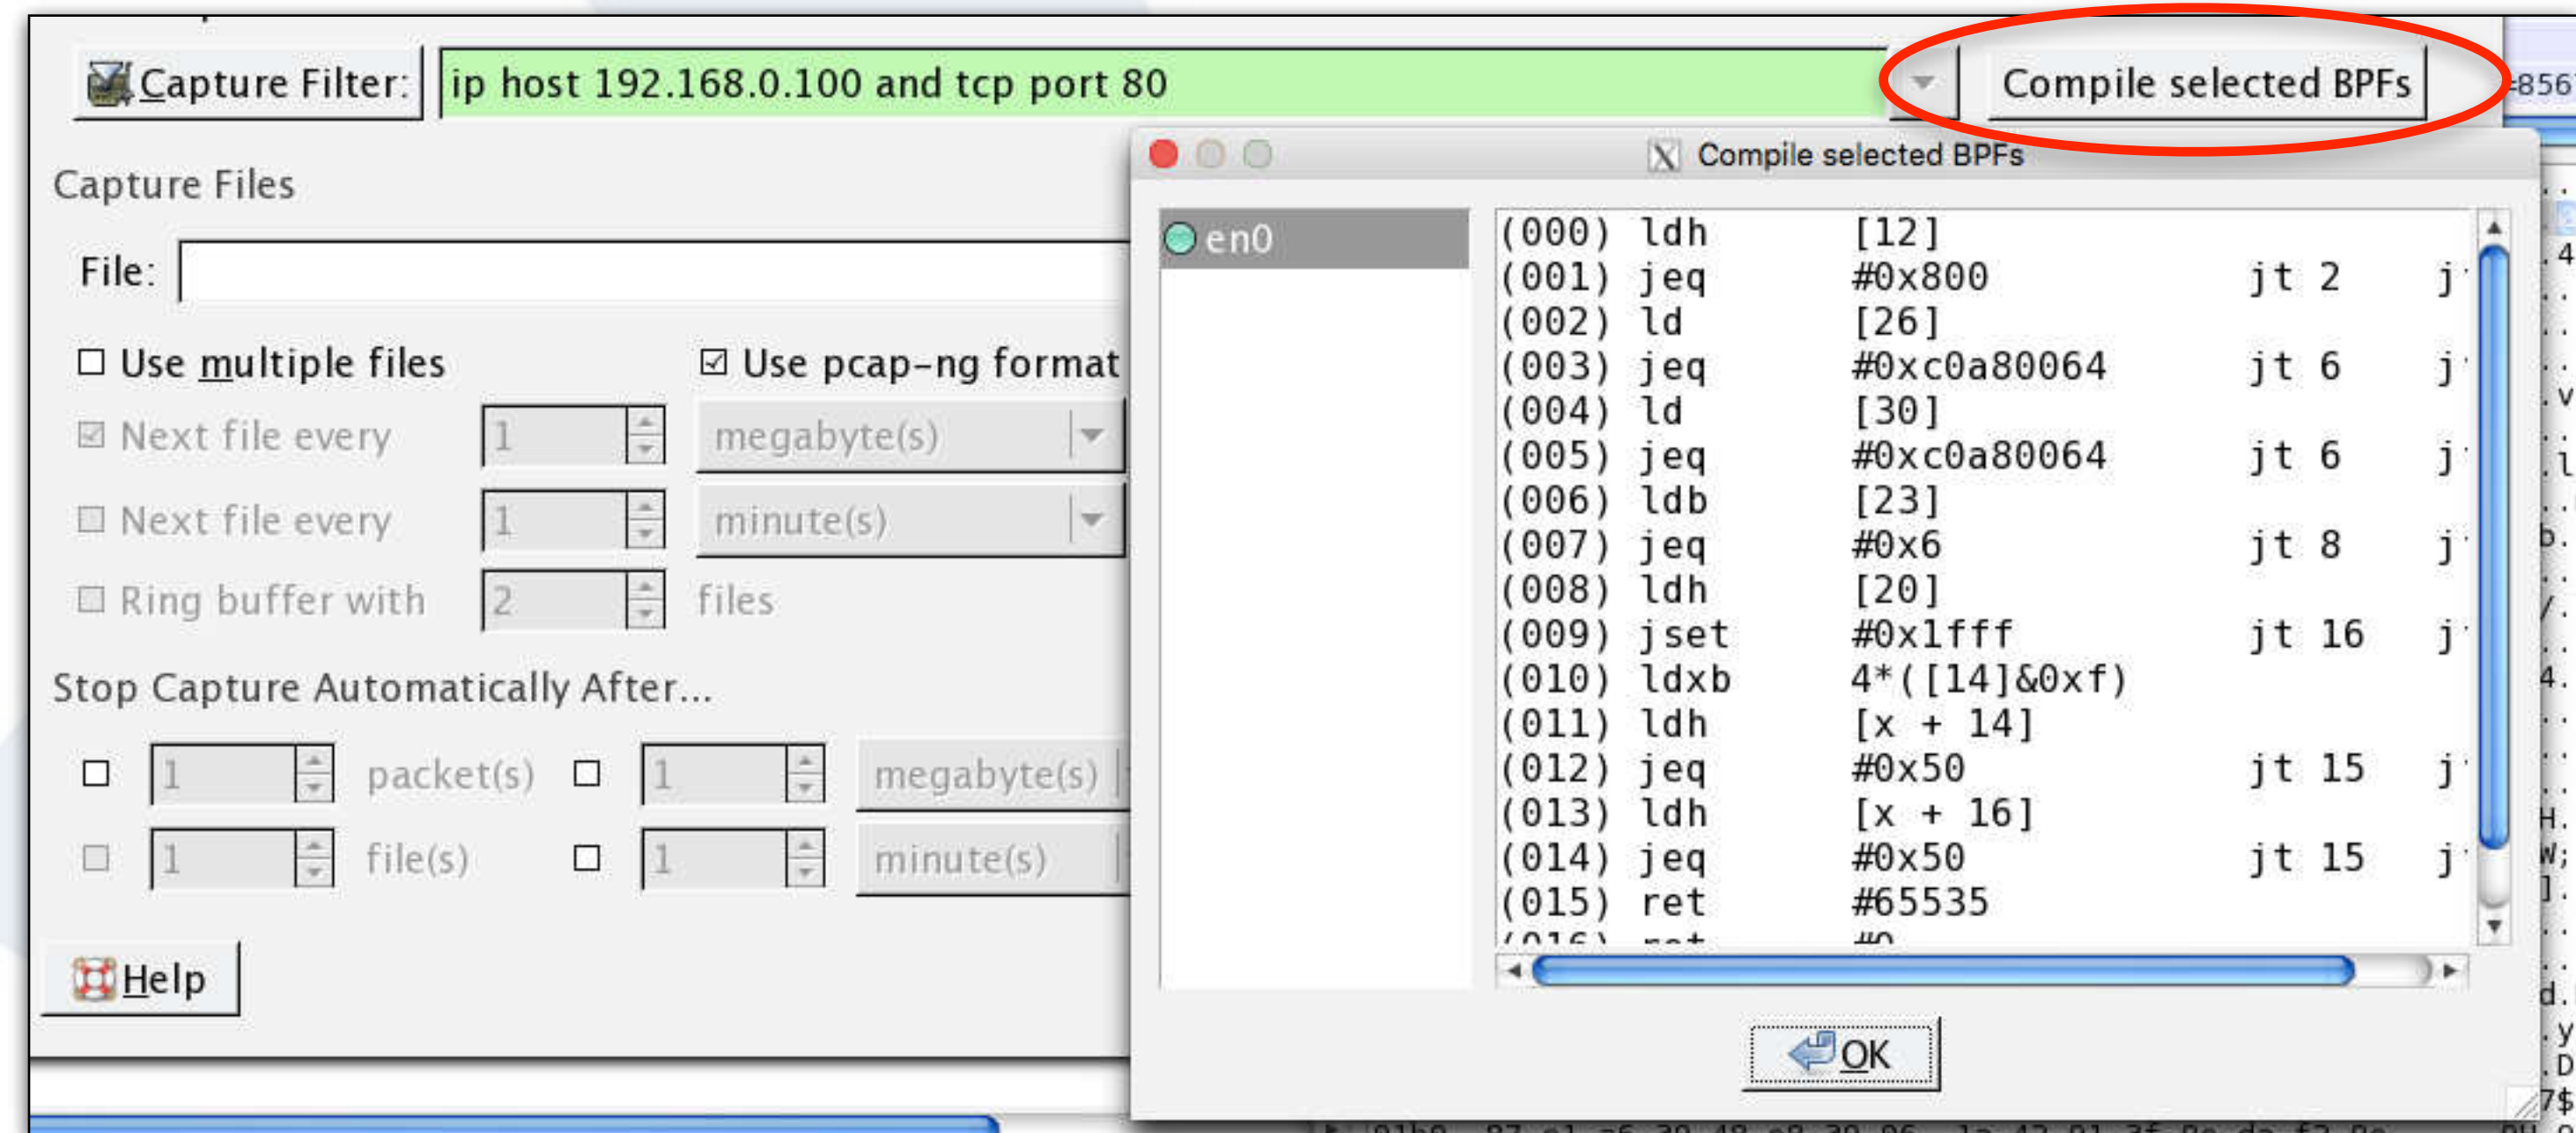 Capture Filter: ip host 192.168.0.100 and tcp port 80 Compile selected BPFs
Capture Files
File:
Use multiple files Use pcap-ng format
Next file every 1 megabyte(s)
Next file every 1 minute(s)
Ring buffer with 2 files
Stop Capture Automatically After...
1 packet(s) 1 megabyte(s)
1 file(s) 1 minute(s)
Help
Compile selected BPFs
en0
(000) ldh [12]
(001) jeq #0x800 jt 2
(002) ld [26]
(003) jeq #0xc0a80064 jt 6
(004) ld [30]
(005) jeq #0xc0a80064 jt 6
(006) ldb [23]
(007) jeq #0x6 jt 8
(008) ldh [20]
(009) jset #0x1fff jt 16
(010) ldxb 4*([14]&0xf)
(011) ldh [x + 14]
(012) jeq #0x50 jt 15
(013) ldh [x + 16]
(014) jeq #0x50 jt 15
(015) ret #65535
(016) ret #0
OK